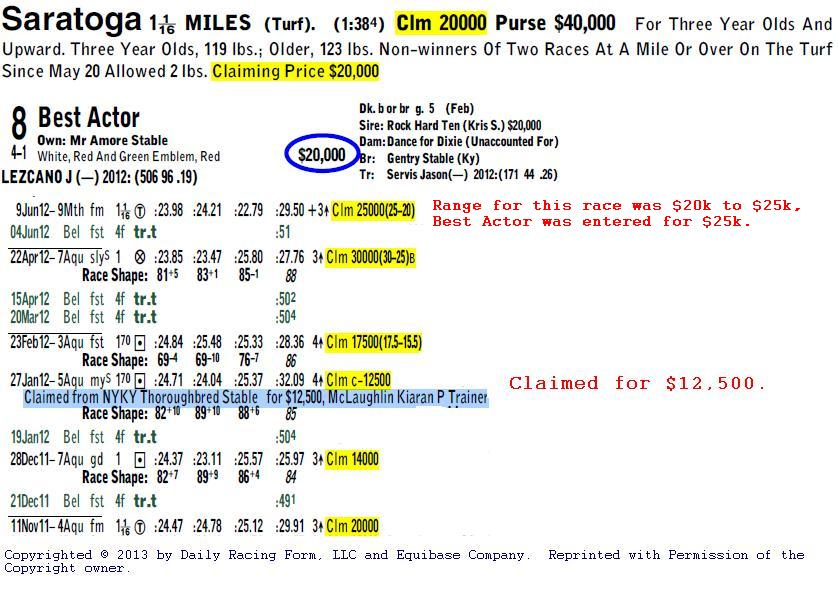 Saratoga 1 1/16 MILES (Turf). (1:38⁴) Clm 20000 Purse $40,000 For Three Year Olds And
Upward. Three Year Olds, 119 lbs.; Older, 123 lbs. Non-winners Of Two Races At A Mile Or Over On The Turf
Since May 20 Allowed 2 lbs. Claiming Price $20,000
8 Best Actor
Own: Mr Amore Stable
4-1 White, Red And Green Emblem, Red
LEZCANO J (—) 2012: (506 96 .19)
$20,000
Dk. b or br g. 5 (Feb)
Sire: Rock Hard Ten (Kris S.) $20,000
Dam: Dance for Dixie (Unaccounted For)
Br: Gentry Stable (Ky)
Tr: Servis Jason(—) 2012:(171 44 .26)
9Jun12–9Mth fm 1 1/16 Ⓣ :23.98 :24.21 :22.79 :29.50 +3↑ Clm 25000(25–20)
Range for this race was $20k to $25k,
Best Actor was entered for $25k.
04Jun12 Bel fst 4f tr.t :51
22Apr12–7Aqu slyS 1 ⊗ :23.85 :23.47 :25.80 :27.76 3↑ Clm 30000(30–25)B
Race Shape: 81+5 83+1 85–1 88
15Apr12 Bel fst 4f tr.t :50²
20Mar12 Bel fst 4f tr.t :50⁴
23Feb12–3Aqu fst 170 ⊡ :24.84 :25.48 :25.33 :28.36 4↑ Clm 17500(17.5–15.5)
Race Shape: 69–4 69–10 76–7 86
27Jan12–5Aqu myS 170 ⊡ :24.71 :24.04 :25.37 :32.09 4↑ Clm c–12500
Claimed from NYKY Thoroughbred Stable for $12,500, McLaughlin Kiaran P Trainer
Claimed for $12,500.
Race Shape: 82+10 89+10 88+6 85
19Jan12 Bel fst 4f tr.t :50⁴
28Dec11–7Aqu gd 1 ⊡ :24.37 :23.11 :25.57 :25.97 3↑ Clm 14000
Race Shape: 82+7 89+9 86+4 84
21Dec11 Bel fst 4f tr.t :49¹
11Nov11–4Aqu fm 1 1/16 Ⓣ :24.47 :24.78 :25.12 :29.91 3↑ Clm 20000
Copyrighted © 2013 by Daily Racing Form, LLC and Equibase Company. Reprinted with Permission of the
Copyright owner.